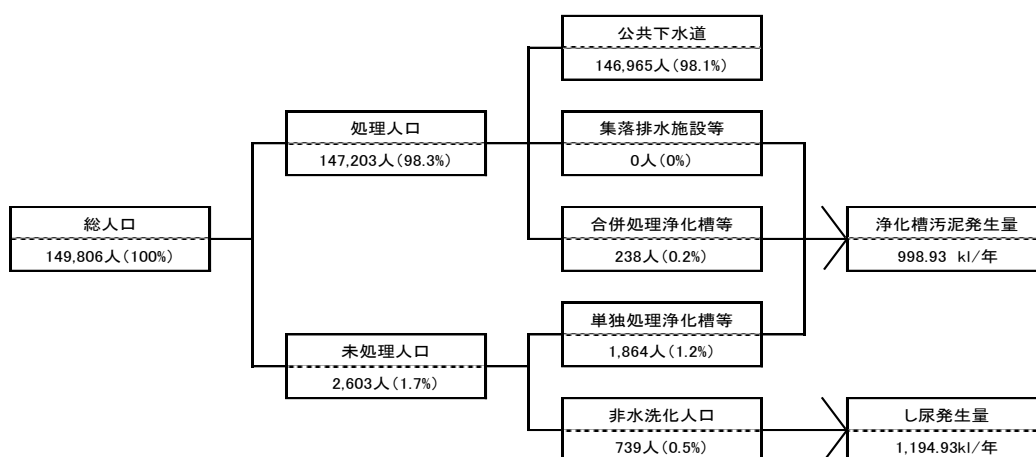 公共下水道
146,965人(98.1%)
処理人口
147,203人(98.3%)
集落排水施設等
0人(0%)
総人口
149,806人(100%)
合併処理浄化槽等
238人(0.2%)
浄化槽汚泥発生量
998.93 kl/年
単独処理浄化槽等
1,864人(1.2%)
未処理人口
2,603人(1.7%)
非水洗化人口
739人(0.5%)
し尿発生量
1,194.93kl/年